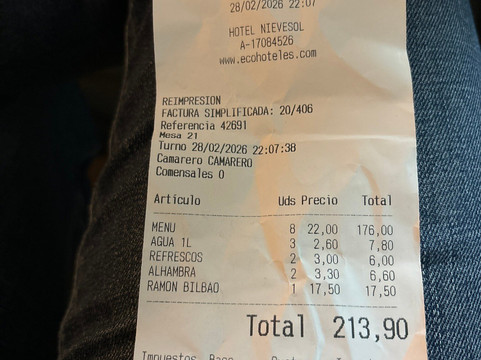 28/02/2026 22:07
HOTEL NIEVESOL
A-17084526
www.ecohoteles.com
REIMPRESION
FACTURA SIMPLIFICADA: 20/406
Referencia 42691
Mesa 21
Turno 28/02/2026 22:07:38
Camarero CAMARERO
Comensales 0
Artículo Uds Precio Total
MENU 8 22,00 176,00
AGUA 1L 3 2,60 7,80
REFRESCOS 2 3,00 6,00
ALHAMBRA 2 3,30 6,60
RAMON BILBAO 1 17,50 17,50
Total 213,90
Impuestos Base